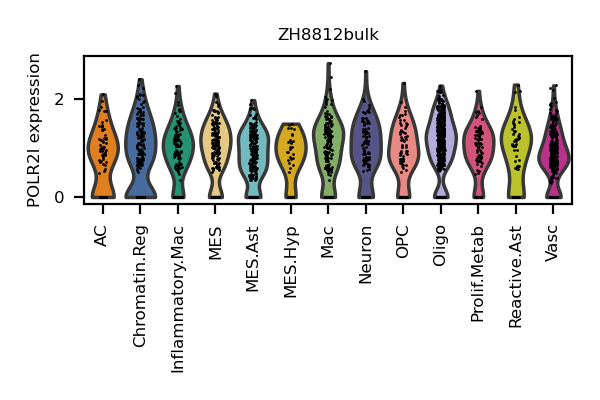 ZH8812bulk
POLR2I expression
2
0
AC
Chromatin.Reg
Inflammatory.Mac
MES
MES.Ast
MES.Hyp
Mac
Neuron
OPC
Oligo
Prolif.Metab
Reactive.Ast
Vasc